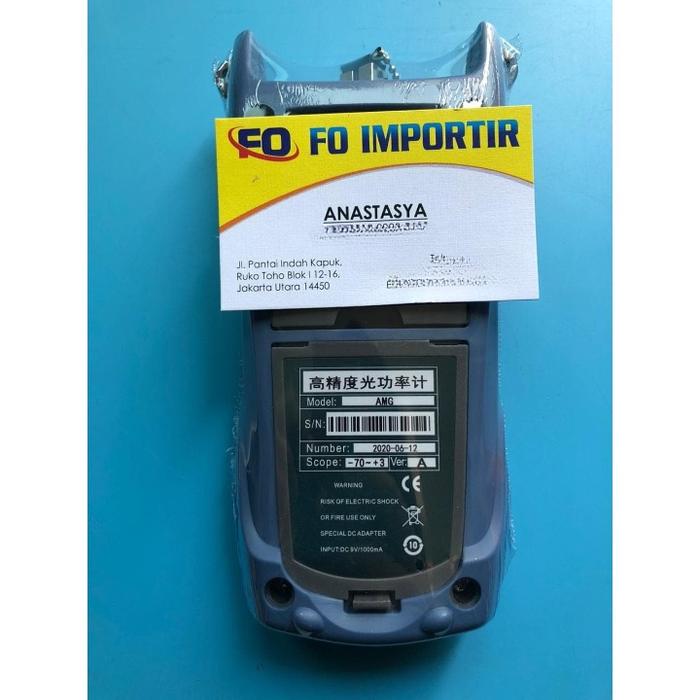 FO FO IMPORTIR
ANASTASYA
Jl. Pantai Indah Kapuk,
Ruko Toho Blok I 12-16,
Jakarta Utara 14450
高精度光功率计
Model: AMG
S/N:
Number: 2020-06-12
Scope: -70~+3 Ver: A
WARNING
CE
RISK OF ELECTRIC SHOCK
OR FIRE USE ONLY
SPECIAL DC ADAPTER
10
INPUT:DC 9V/1000mA